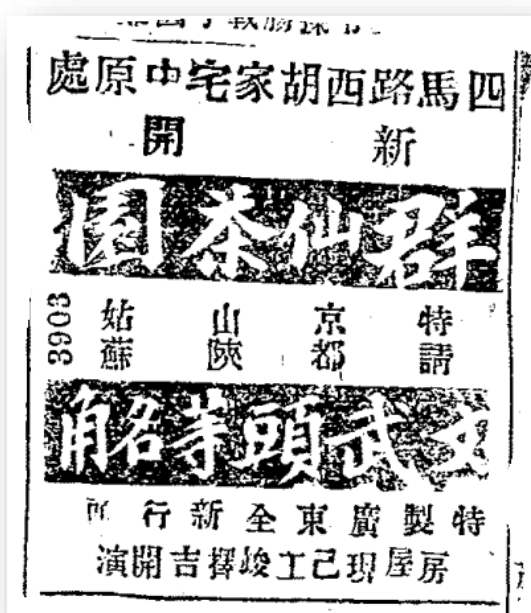 四馬路西胡家宅中原處
新開
群仙茶園
特請京都山陝姑蘇
3903
文武頭等名角
特製廣東全新行
房屋現已工竣擇吉開演